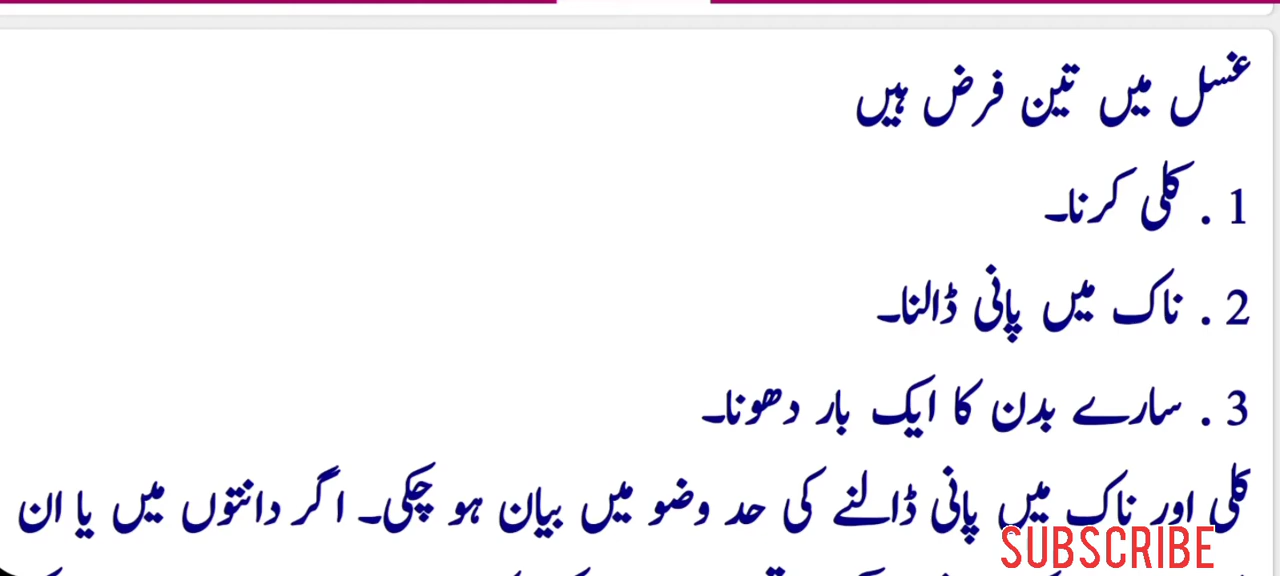 غسل میں تین فرض ہیں
1 . کلی کرنا۔
2 . ناک میں پانی ڈالنا۔
3 . سارے بدن کا ایک بار دھونا۔
کلی اور ناک میں پانی ڈالنے کی حد وضو میں بیان ہو چکی۔ اگر دانتوں میں یا ان
SUBSCRIBE